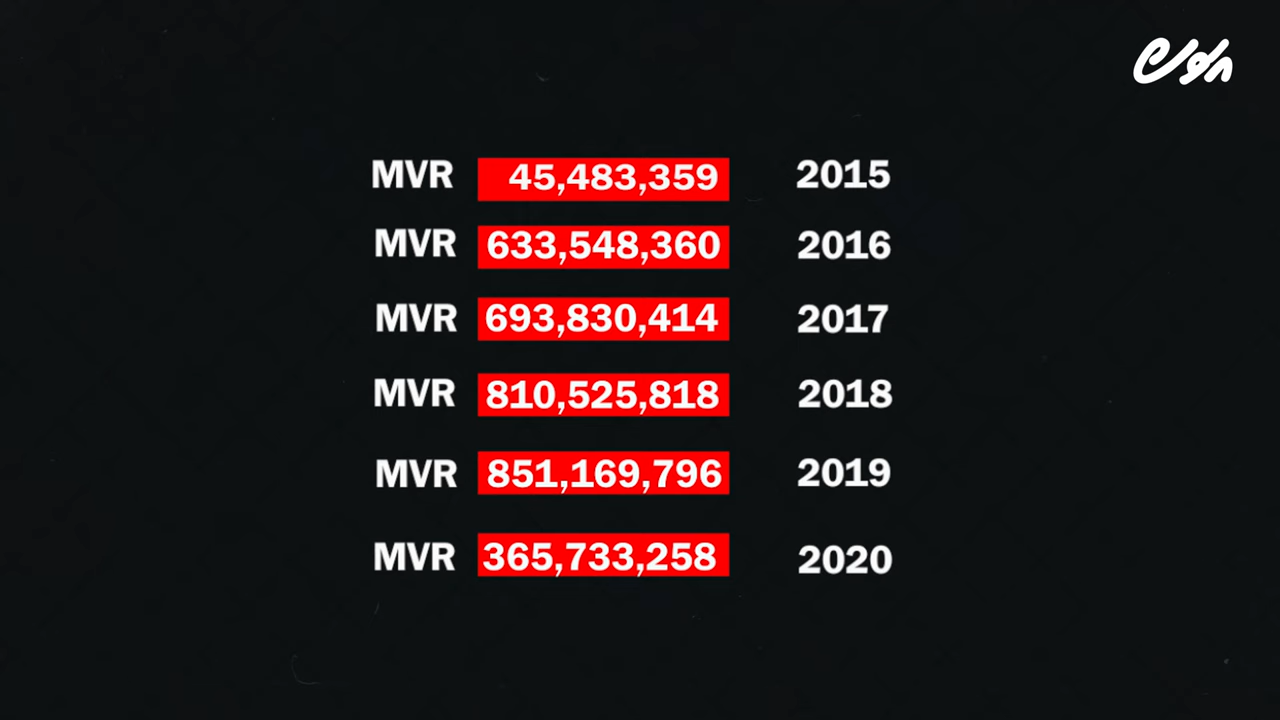 MVR 45,483,359 2015
MVR 633,548,360 2016
MVR 693,830,414 2017
MVR 810,525,818 2018
MVR 851,169,796 2019
MVR 365,733,258 2020